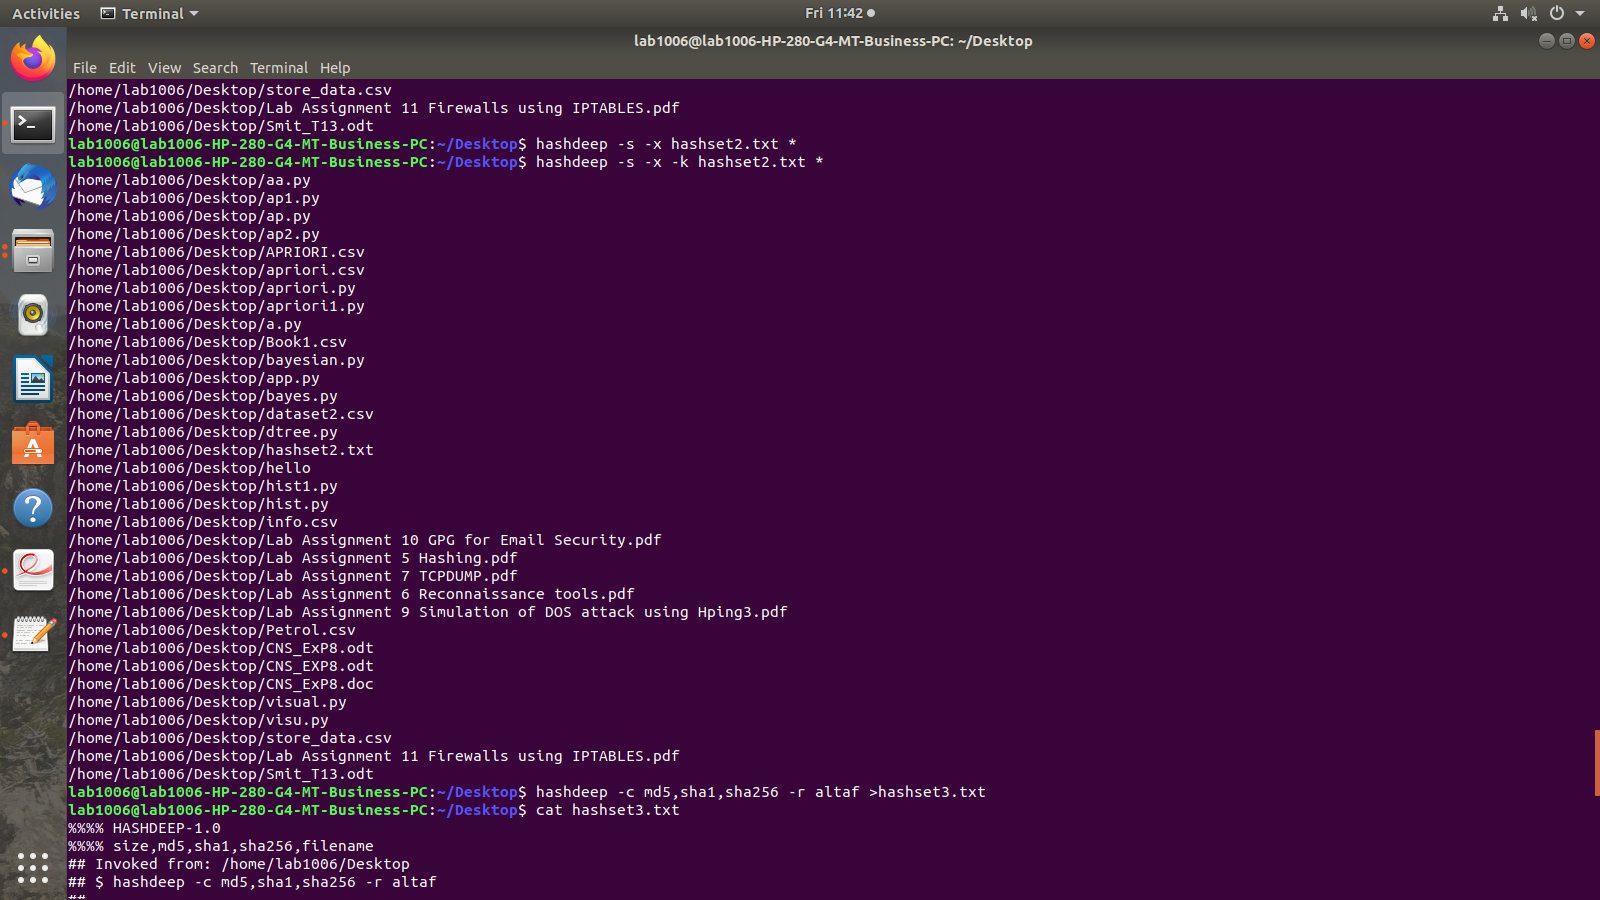 Activities Terminal Fri 11:42
lab1006@lab1006-HP-280-G4-MT-Business-PC: ~/Desktop
File Edit View Search Terminal Help
/home/lab1006/Desktop/store_data.csv
/home/lab1006/Desktop/Lab Assignment 11 Firewalls using IPTABLES.pdf
/home/lab1006/Desktop/Smit_T13.odt
lab1006@lab1006-HP-280-G4-MT-Business-PC:~/Desktop$ hashdeep -s -x hashset2.txt *
lab1006@lab1006-HP-280-G4-MT-Business-PC:~/Desktop$ hashdeep -s -x -k hashset2.txt *
/home/lab1006/Desktop/aa.py
/home/lab1006/Desktop/ap1.py
/home/lab1006/Desktop/ap.py
/home/lab1006/Desktop/ap2.py
/home/lab1006/Desktop/APRIORI.csv
/home/lab1006/Desktop/apriori.csv
/home/lab1006/Desktop/apriori.py
/home/lab1006/Desktop/apriori1.py
/home/lab1006/Desktop/a.py
/home/lab1006/Desktop/Book1.csv
/home/lab1006/Desktop/bayesian.py
/home/lab1006/Desktop/app.py
/home/lab1006/Desktop/bayes.py
/home/lab1006/Desktop/dataset2.csv
/home/lab1006/Desktop/dtree.py
/home/lab1006/Desktop/hashset2.txt
/home/lab1006/Desktop/hello
/home/lab1006/Desktop/hist1.py
/home/lab1006/Desktop/hist.py
/home/lab1006/Desktop/info.csv
/home/lab1006/Desktop/Lab Assignment 10 GPG for Email Security.pdf
/home/lab1006/Desktop/Lab Assignment 5 Hashing.pdf
/home/lab1006/Desktop/Lab Assignment 7 TCPDUMP.pdf
/home/lab1006/Desktop/Lab Assignment 6 Reconnaissance tools.pdf
/home/lab1006/Desktop/Lab Assignment 9 Simulation of DOS attack using Hping3.pdf
/home/lab1006/Desktop/Petrol.csv
/home/lab1006/Desktop/CNS_ExP8.odt
/home/lab1006/Desktop/CNS_EXP8.odt
/home/lab1006/Desktop/CNS_ExP8.doc
/home/lab1006/Desktop/visual.py
/home/lab1006/Desktop/visu.py
/home/lab1006/Desktop/store_data.csv
/home/lab1006/Desktop/Lab Assignment 11 Firewalls using IPTABLES.pdf
/home/lab1006/Desktop/Smit_T13.odt
lab1006@lab1006-HP-280-G4-MT-Business-PC:~/Desktop$ hashdeep -c md5,sha1,sha256 -r altaf >hashset3.txt
lab1006@lab1006-HP-280-G4-MT-Business-PC:~/Desktop$ cat hashset3.txt
%%%% HASHDEEP-1.0
%%%% size,md5,sha1,sha256,filename
## Invoked from: /home/lab1006/Desktop
## $ hashdeep -c md5,sha1,sha256 -r altaf
##